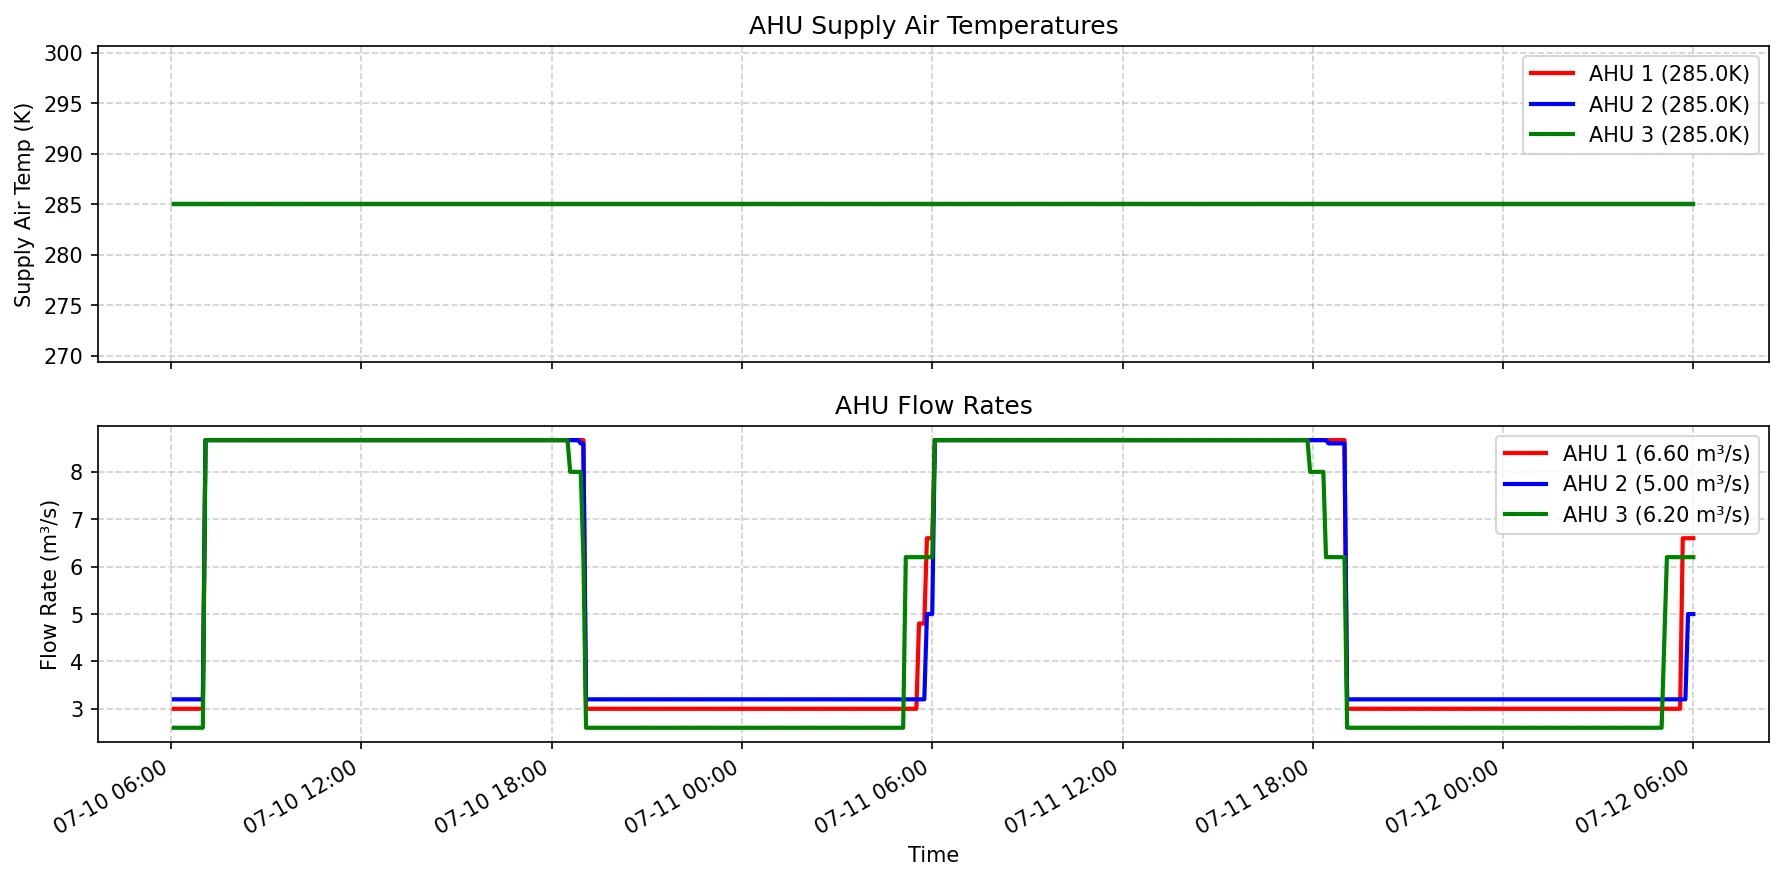 AHU Supply Air Temperatures
Supply Air Temp (K)
300
295
290
285
280
275
270
AHU 1 (285.0K)
AHU 2 (285.0K)
AHU 3 (285.0K)
AHU Flow Rates
Flow Rate (m³/s)
8
7
6
5
4
3
AHU 1 (6.60 m³/s)
AHU 2 (5.00 m³/s)
AHU 3 (6.20 m³/s)
07-10 06:00
07-10 12:00
07-10 18:00
07-11 00:00
07-11 06:00
07-11 12:00
07-11 18:00
07-12 00:00
07-12 06:00
Time